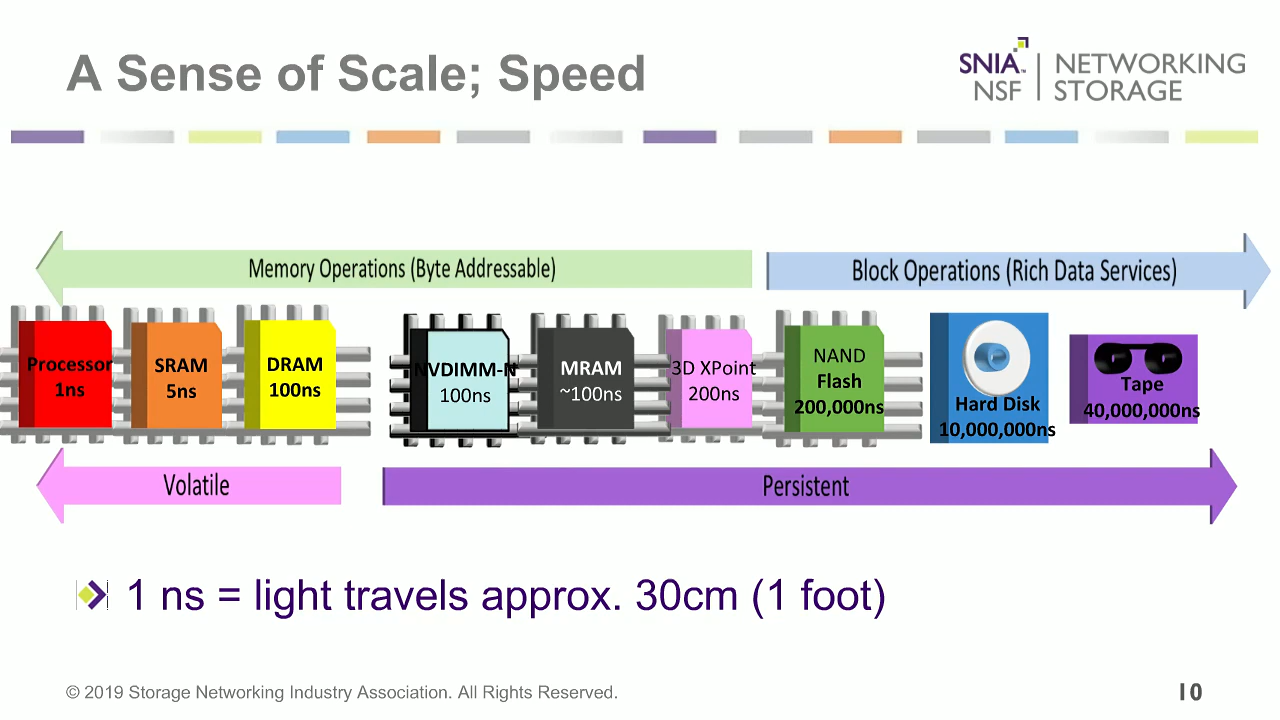 A Sense of Scale; Speed
SNIA™ NSF | NETWORKING STORAGE
Memory Operations (Byte Addressable)
Block Operations (Rich Data Services)
Processor
1ns
SRAM
5ns
DRAM
100ns
NVDIMM-N
100ns
MRAM
~100ns
3D XPoint
200ns
NAND
Flash
200,000ns
Hard Disk
10,000,000ns
Tape
40,000,000ns
Volatile
Persistent
1 ns = light travels approx. 30cm (1 foot)
© 2019 Storage Networking Industry Association. All Rights Reserved.
10